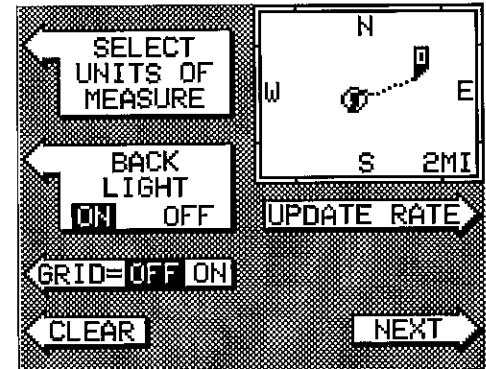 SELECT
UNITS OF
MEASURE
BACK
LIGHT
ON OFF
GRID=OFF ON
CLEAR
N
W E
S 2MI
UPDATE RATE
NEXT